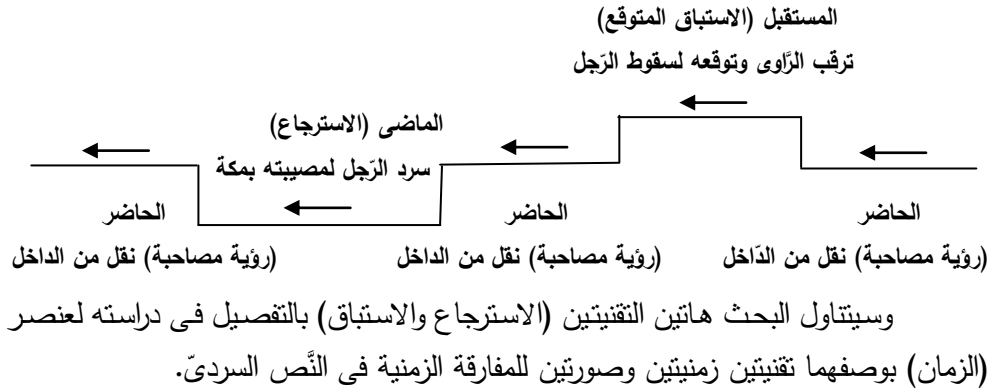 المستقبل (الاستباق المتوقع)
ترقب الرَّاوى وتوقعه لسقوط الرّجل
الماضى (الاسترجاع)
سرد الرّجل لمصيبته بمكة
الحاضر الحاضر الحاضر
(رؤية مصاحبة) نقل من الدّاخل (رؤية مصاحبة) نقل من الداخل (رؤية مصاحبة) نقل من الداخل
وسيتناول البحث هاتين التقنيتين (الاسترجاع والاستباق) بالتفصيل فى دراسته لعنصر
(الزمان) بوصفهما تقنيتين زمنيتين وصورتين للمفارقة الزمنية فى النَّص السردىّ.